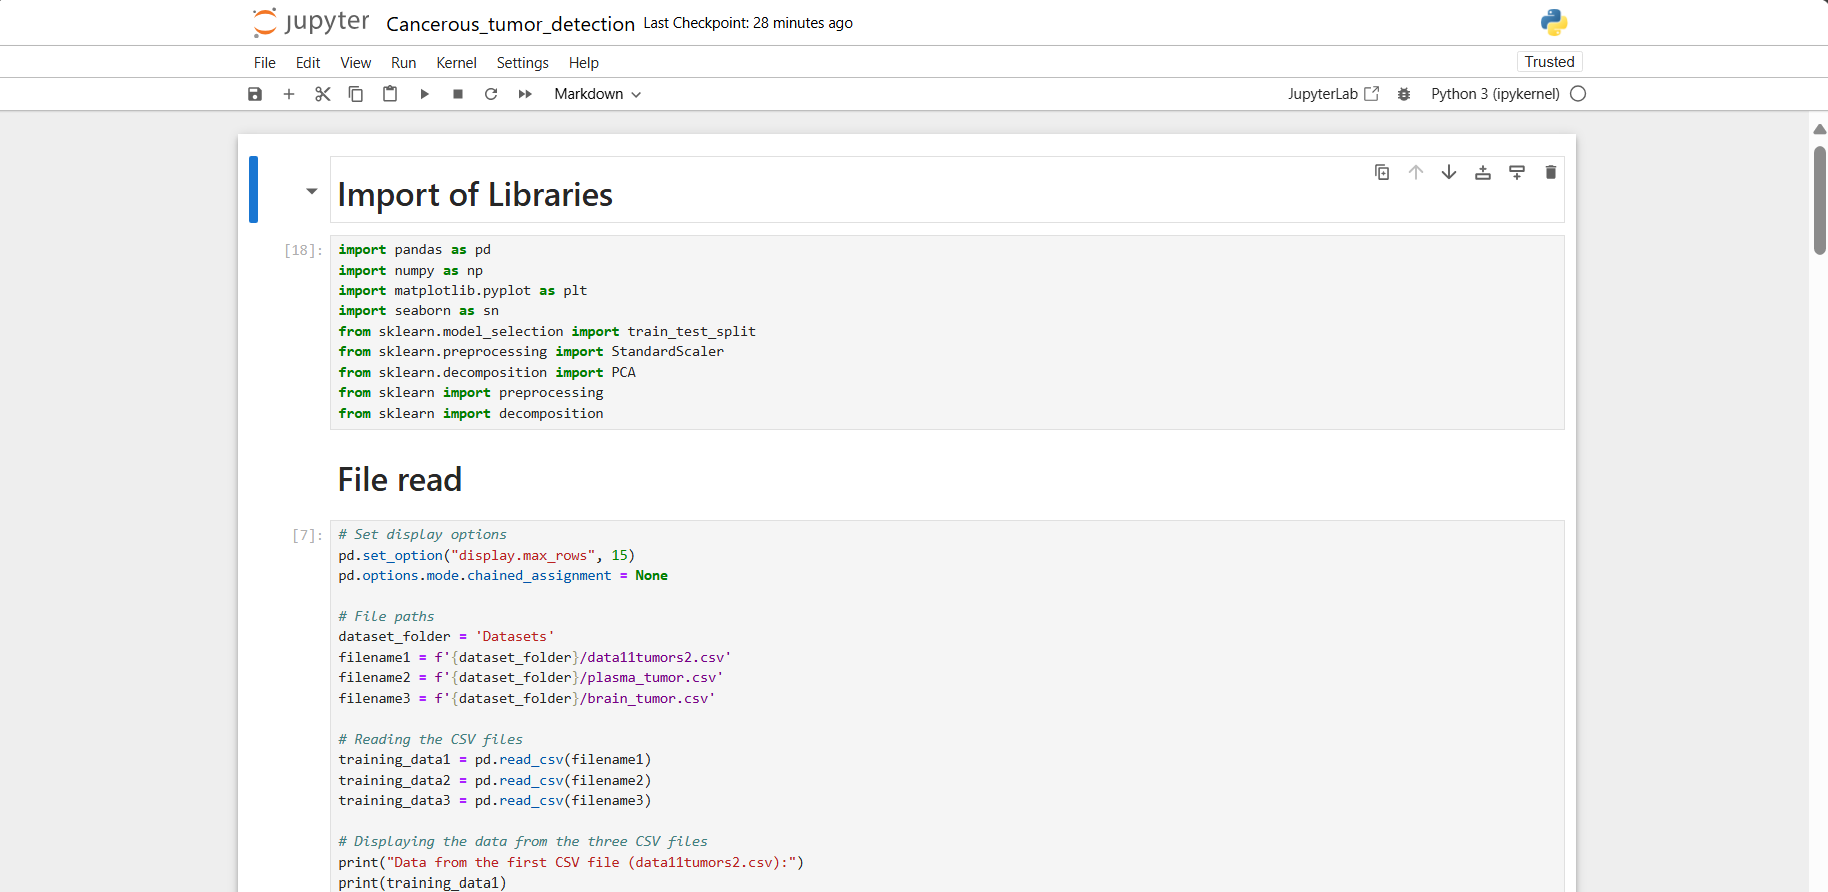 jupyter Cancerous_tumor_detection Last Checkpoint: 28 minutes ago
File Edit View Run Kernel Settings Help Trusted
Markdown JupyterLab Python 3 (ipykernel)
Import of Libraries
[18]: import pandas as pd
import numpy as np
import matplotlib.pyplot as plt
import seaborn as sn
from sklearn.model_selection import train_test_split
from sklearn.preprocessing import StandardScaler
from sklearn.decomposition import PCA
from sklearn import preprocessing
from sklearn import decomposition
File read
[7]: # Set display options
pd.set_option("display.max_rows", 15)
pd.options.mode.chained_assignment = None
# File paths
dataset_folder = 'Datasets'
filename1 = f'{dataset_folder}/data11tumors2.csv'
filename2 = f'{dataset_folder}/plasma_tumor.csv'
filename3 = f'{dataset_folder}/brain_tumor.csv'
# Reading the CSV files
training_data1 = pd.read_csv(filename1)
training_data2 = pd.read_csv(filename2)
training_data3 = pd.read_csv(filename3)
# Displaying the data from the three CSV files
print("Data from the first CSV file (data11tumors2.csv):")
print(training_data1)